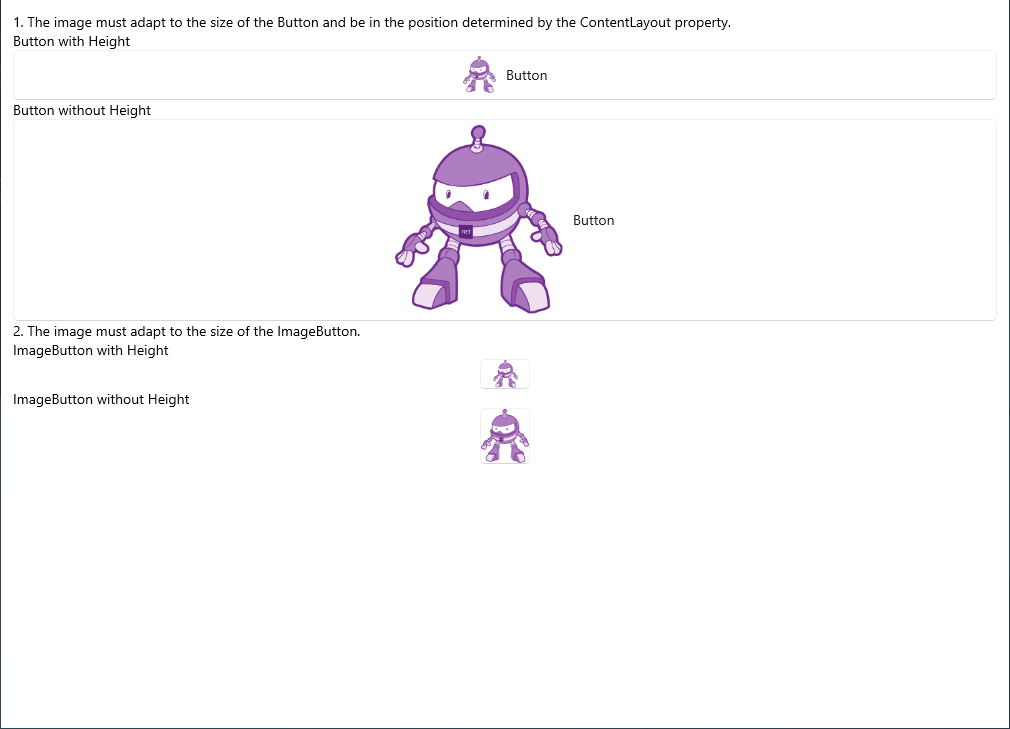 1. The image must adapt to the size of the Button and be in the position determined by the ContentLayout property.
Button with Height
Button
Button without Height
.NET
Button
2. The image must adapt to the size of the ImageButton.
ImageButton with Height
ImageButton without Height